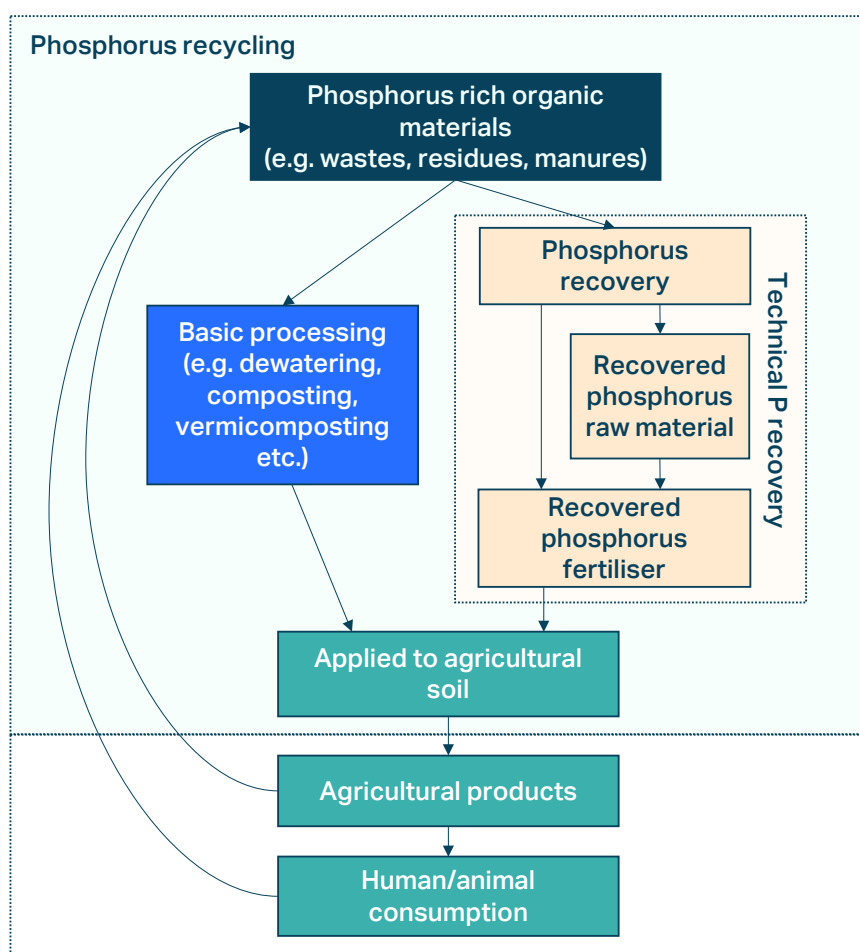 Phosphorus recycling
Phosphorus rich organic
materials
(e.g. wastes, residues, manures)
Phosphorus
recovery
Technical P recovery
Basic processing
(e.g. dewatering,
composting,
vermicomposting
etc.)
Recovered
phosphorus
raw material
Recovered
phosphorus
fertiliser
Applied to agricultural
soil
Agricultural products
Human/animal
consumption